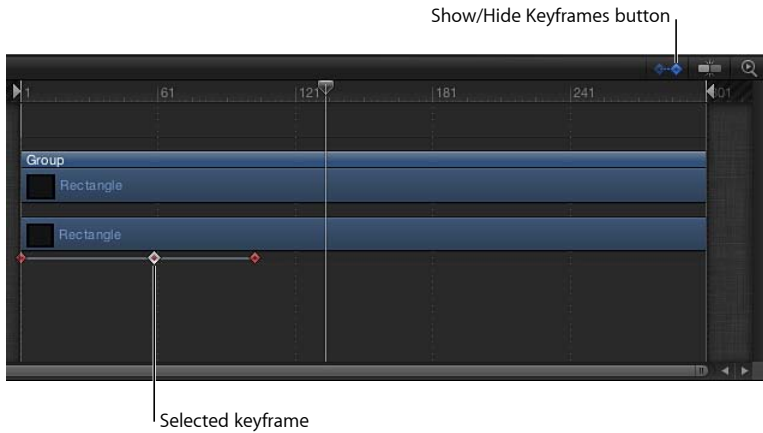 Show/Hide Keyframes button
1 61 121 181 241 301
Group
Rectangle
Rectangle
Selected keyframe